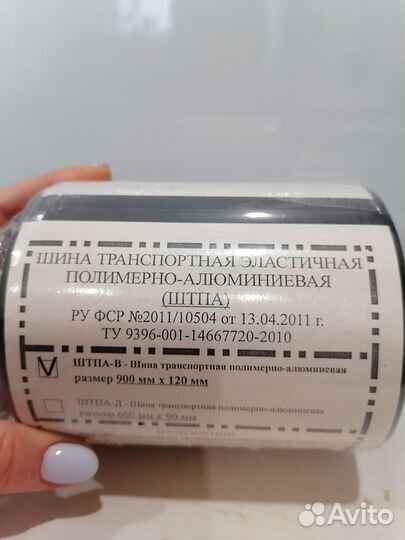 ШИНА ТРАНСПОРТНАЯ ЭЛАСТИЧНАЯ
ПОЛИМЕРНО-АЛЮМИНИЕВАЯ
(ШТПА)
РУ ФСР №2011/10504 от 13.04.2011 г.
ТУ 9396-001-14667720-2010
ШТПА-В - Шина транспортная полимерно-алюминиевая
размер 900 мм х 120 мм
ШТПА-Д - Шина транспортная полимерно-алюминиевая
размер 600 мм х 90 мм
Avito